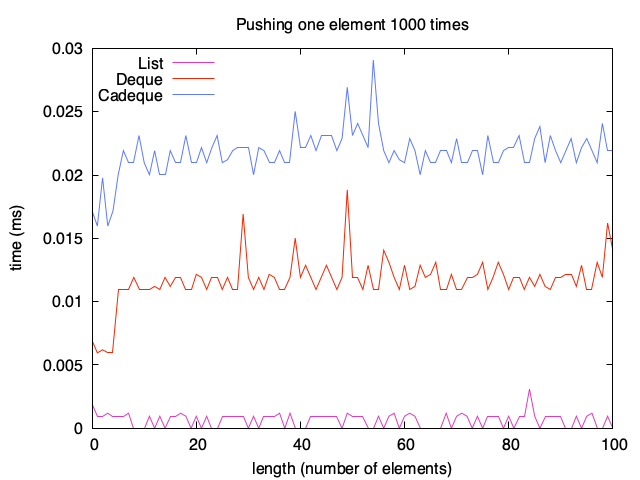 Pushing one element 1000 times
0.03
0.025
0.02
0.015
0.01
0.005
0
time (ms)
List
Deque
Cadeque
0 20 40 60 80 100
length (number of elements)